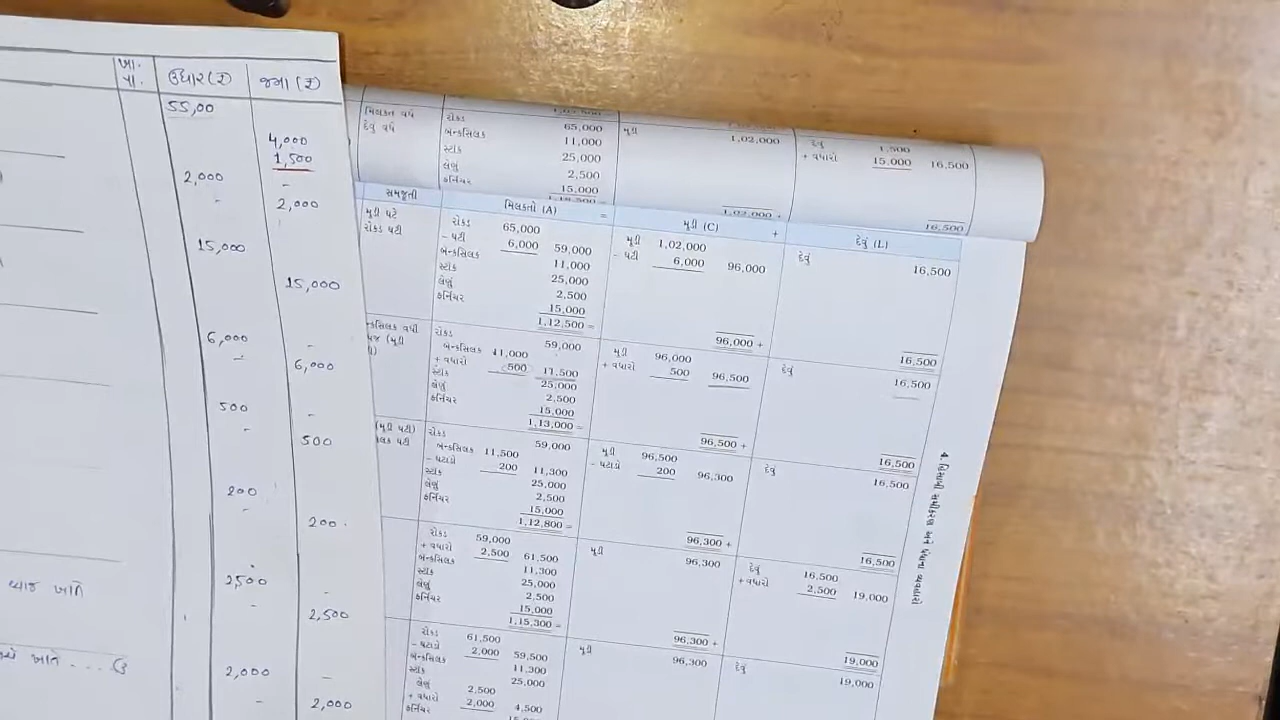 ખા.
પા.
ઉધાર(₹)
જમા (₹)
55,00
4,000
1,500
2,000
-
2,000
15,000
15,000
6,000
-
6,000
500
-
500
200
200
2,500
-
2,500
2,000
-
2,000
વ્યાજ ખાતે
ખાતે
મિલકત વધે
દેવું વધે
રોકડ 65,000
બૅન્કસિલક 11,000
સ્ટૉક 25,000
લેણું 2,500
ફર્નિચર 15,000
મૂડી 1,02,000
1,02,000 +
દેવું 1,500
+ વધારો 15,000 16,500
16,500
સમજૂતી
મિલકતો (A) =
મૂડી (C) +
દેવું (L)
મૂડી ઘટે
રોકડ ઘટી
રોકડ 65,000
- ઘટી 6,000 59,000
બૅન્કસિલક 11,000
સ્ટૉક 25,000
લેણું 2,500
ફર્નિચર 15,000
1,12,500 =
મૂડી 1,02,000
- ઘટી 6,000 96,000
96,000 +
દેવું 16,500
16,500
રોકડ 59,000
બૅન્કસિલક 11,000
+ વધારો 500 11,500
સ્ટૉક 25,000
લેણું 2,500
ફર્નિચર 15,000
1,13,000 =
મૂડી 96,000
+ વધારો 500 96,500
96,500 +
દેવું 16,500
16,500
(મૂડી ઘટી)
રોકડ 59,000
બૅન્કસિલક 11,500
- ઘટાડો 200 11,300
સ્ટૉક 25,000
લેણું 2,500
ફર્નિચર 15,000
1,12,800 =
મૂડી 96,500
- ઘટાડો 200 96,300
96,300 +
દેવું 16,500
16,500
રોકડ 59,000
+ વધારો 2,500 61,500
બૅન્કસિલક 11,300
સ્ટૉક 25,000
લેણું 2,500
ફર્નિચર 15,000
1,15,300 =
મૂડી 96,300
96,300 +
દેવું 16,500
+ વધારો 2,500 19,000
19,000
રોકડ 61,500
- ઘટાડો 2,000 59,500
બૅન્કસિલક 11,300
સ્ટૉક 25,000
લેણું 2,500
+ વધારો 2,000 4,500
ફર્નિચર
મૂડી 96,300
દેવું 19,000
4. હિસાબી સમીકરણ અને ધંધાના વ્યવહારો